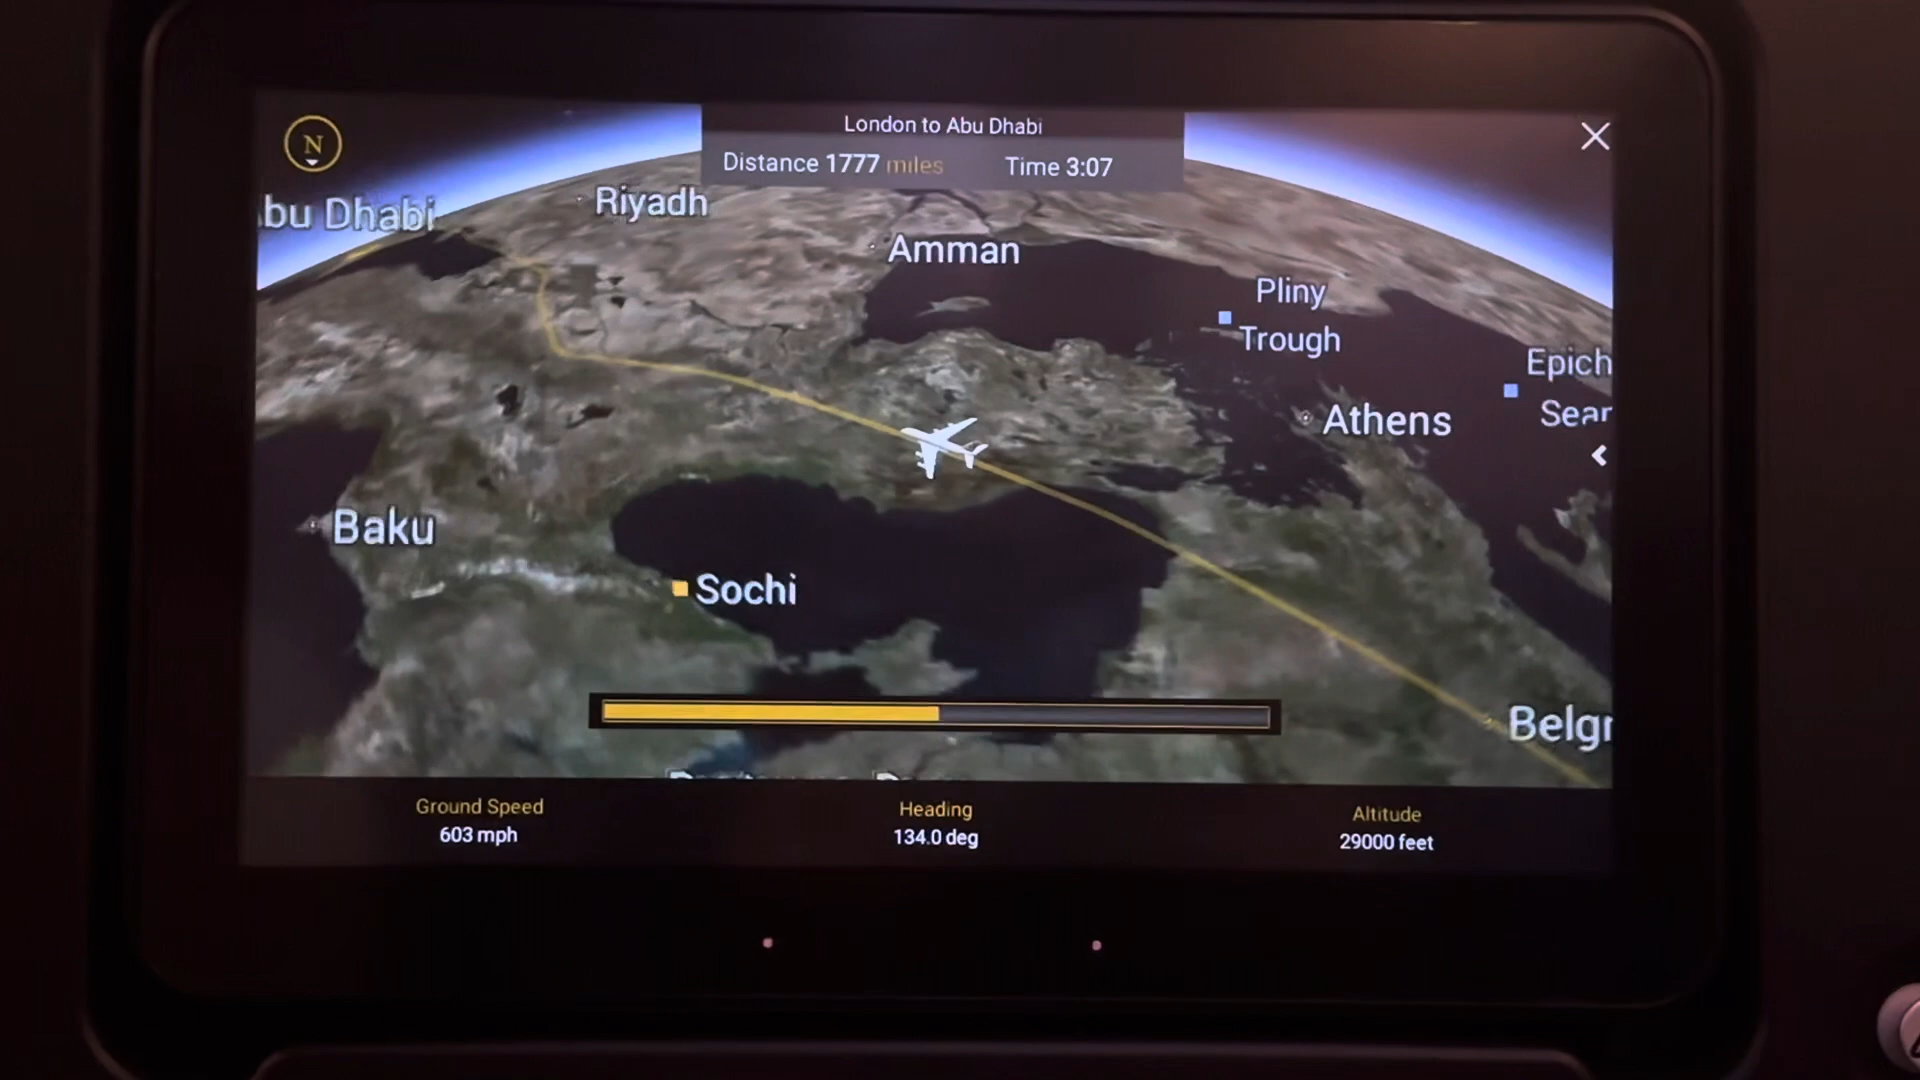 N
London to Abu Dhabi
Distance 1777 miles Time 3:07
bu Dhabi
Riyadh
Amman
Pliny
Trough
Epich
Sear
Athens
Baku
Sochi
Belgr
Ground Speed
603 mph
Heading
134.0 deg
Altitude
29000 feet